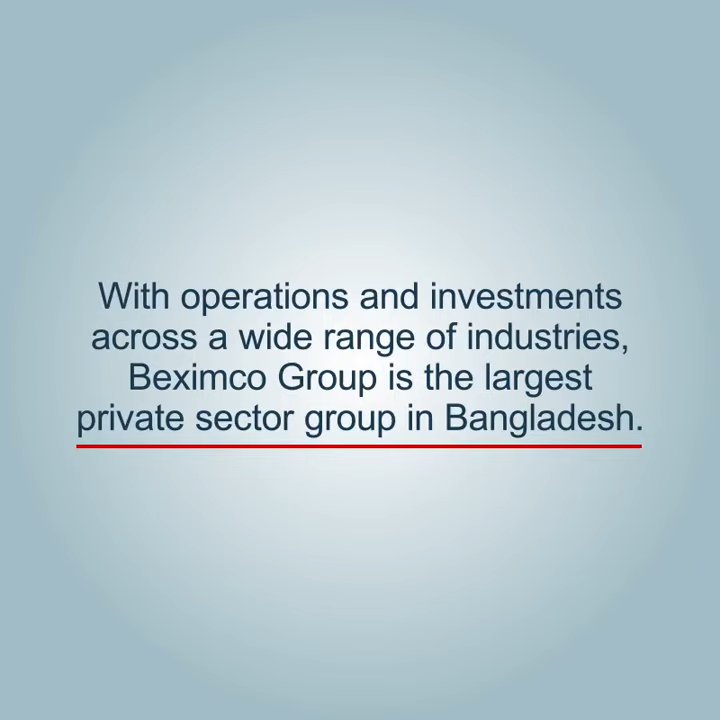 With operations and investments
across a wide range of industries,
Beximco Group is the largest
private sector group in Bangladesh.